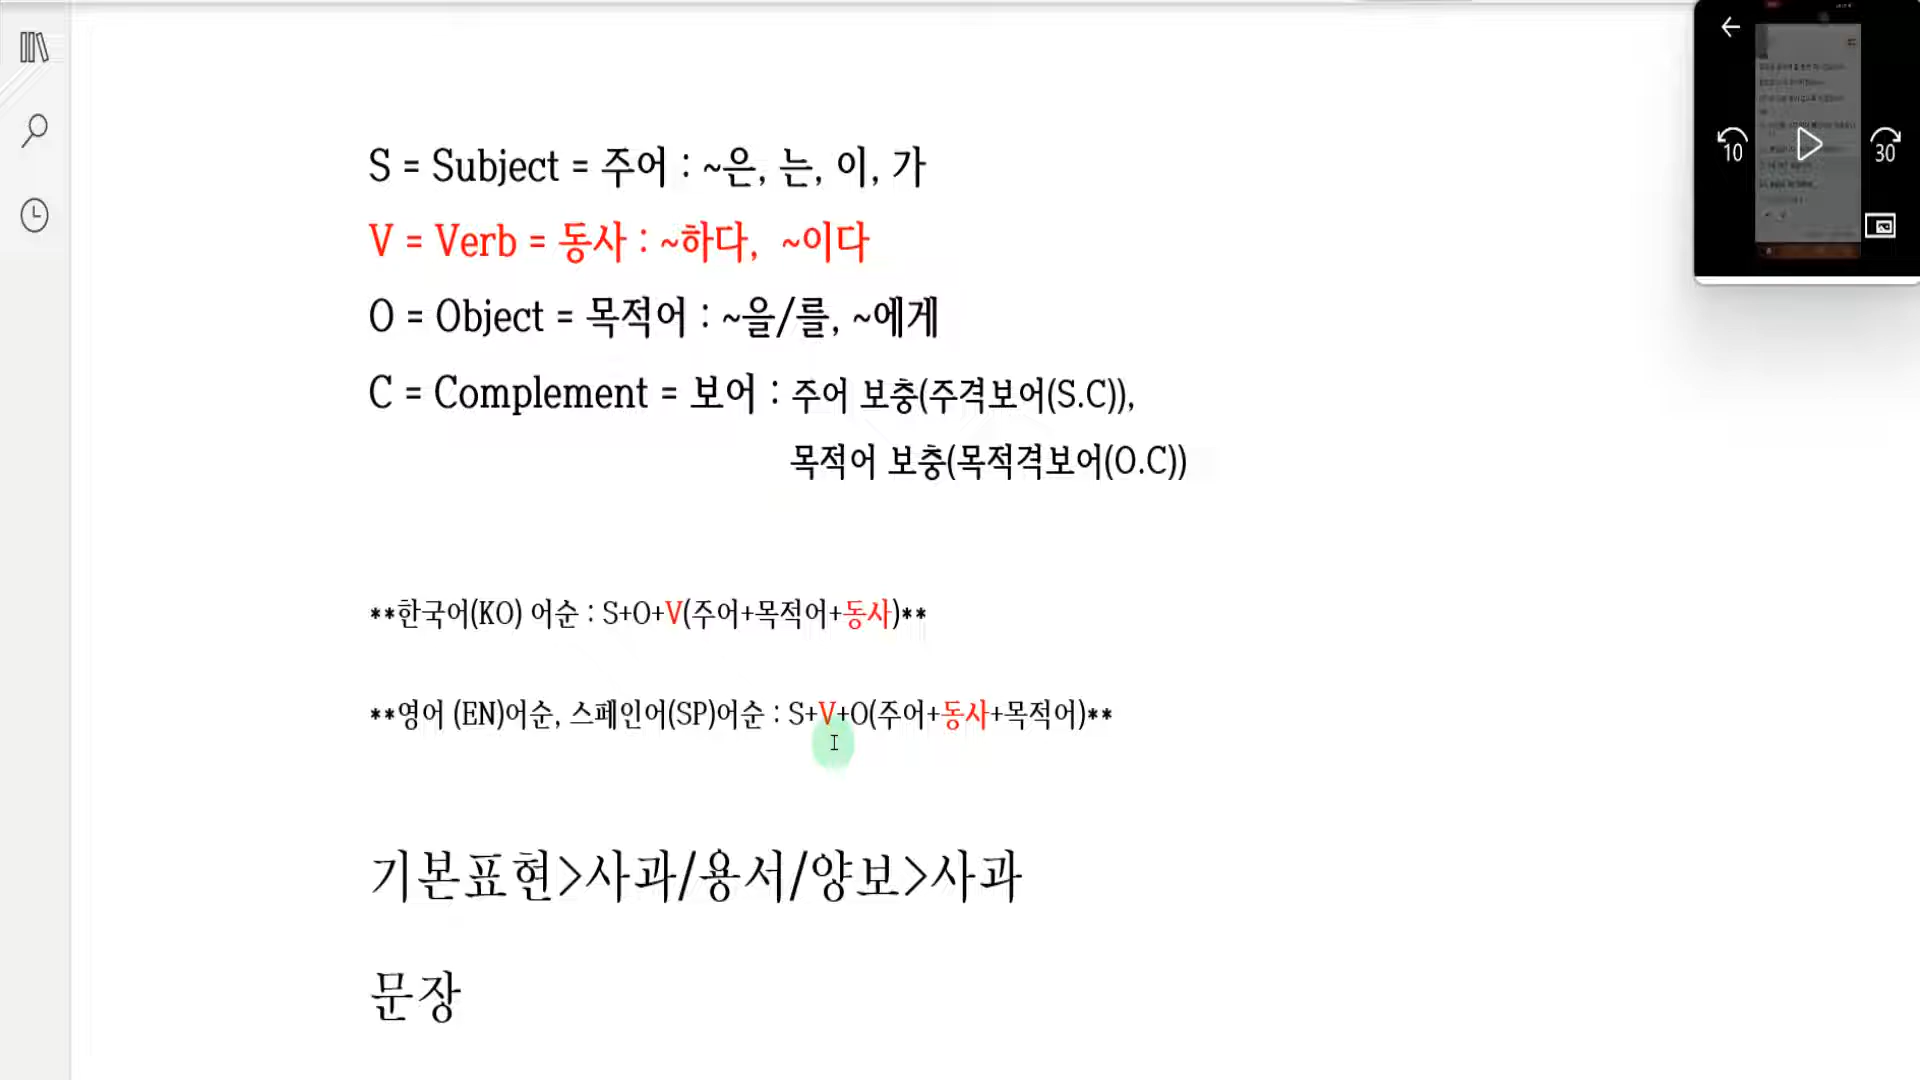 S = Subject = 주어 : ~은, 는, 이, 가
V = Verb = 동사 : ~하다, ~이다
O = Object = 목적어 : ~을/를, ~에게
C = Complement = 보어 : 주어 보충(주격보어(S.C)),
목적어 보충(목적격보어(O.C))
**한국어(KO) 어순 : S+O+V(주어+목적어+동사)**
**영어 (EN)어순, 스페인어(SP)어순 : S+V+O(주어+동사+목적어)**
기본표현>사과/용서/양보>사과
문장
10
30